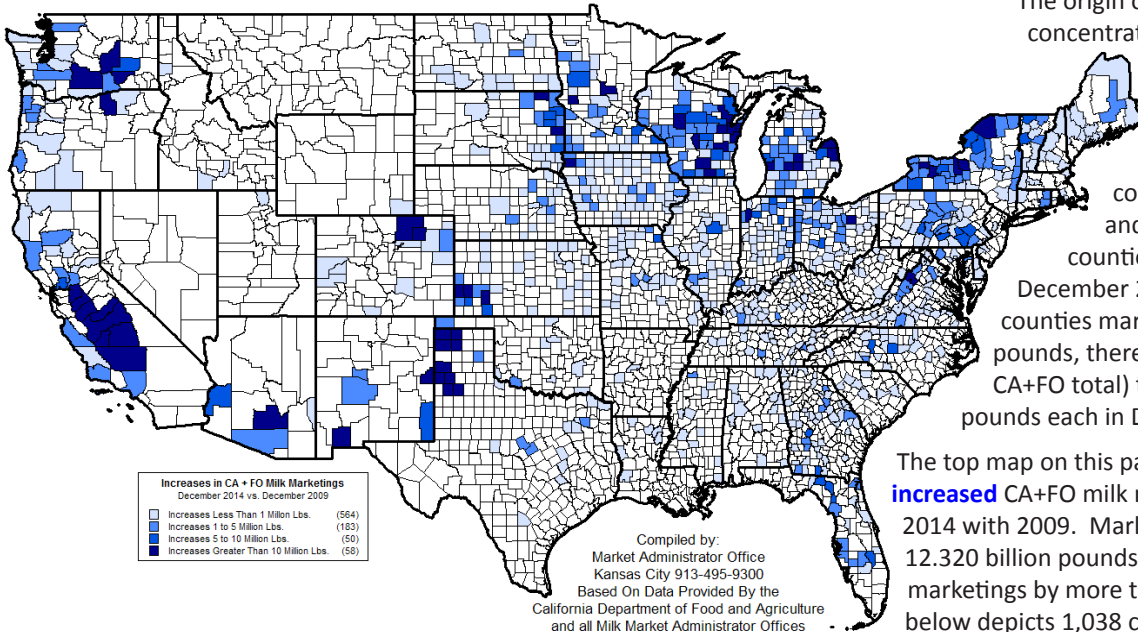 The origin o
concentrat
co
and
countie
December 2
counties mar
pounds, there
CA+FO total) t
pounds each in D
The top map on this pa
increased CA+FO milk m
2014 with 2009. Mark
12.320 billion pounds
marketings by more t
below depicts 1,038 c
Increases in CA + FO Milk Marketings
December 2014 vs. December 2009
Increases Less Than 1 Millon Lbs. (564)
Increases 1 to 5 Million Lbs. (183)
Increases 5 to 10 Million Lbs. (50)
Increases Greater Than 10 Million Lbs. (58)
Compiled by:
Market Administrator Office
Kansas City 913-495-9300
Based On Data Provided By the
California Department of Food and Agriculture
and all Milk Market Administrator Offices